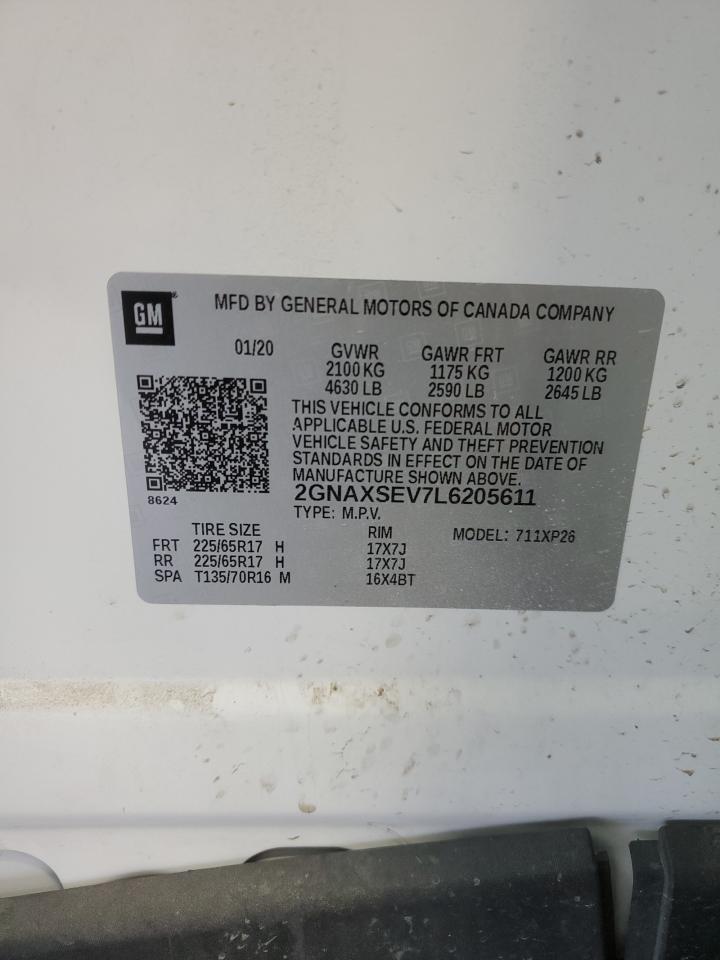 GM
MFD BY GENERAL MOTORS OF CANADA COMPANY
01/20 GVWR GAWR FRT GAWR RR
2100 KG 1175 KG 1200 KG
4630 LB 2590 LB 2645 LB
THIS VEHICLE CONFORMS TO ALL
APPLICABLE U.S. FEDERAL MOTOR
VEHICLE SAFETY AND THEFT PREVENTION
STANDARDS IN EFFECT ON THE DATE OF
MANUFACTURE SHOWN ABOVE.
8624
2GNAXSEV7L6205611
TYPE: M.P.V.
TIRE SIZE RIM MODEL: 711XP26
FRT 225/65R17 H 17X7J
RR 225/65R17 H 17X7J
SPA T135/70R16 M 16X4BT